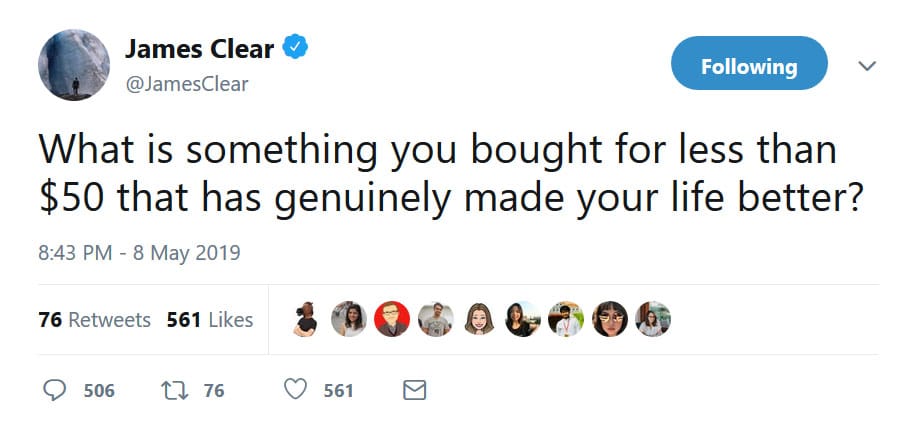 James Clear
@JamesClear
Following
What is something you bought for less than
$50 that has genuinely made your life better?
8:43 PM - 8 May 2019
76 Retweets 561 Likes
506 76 561